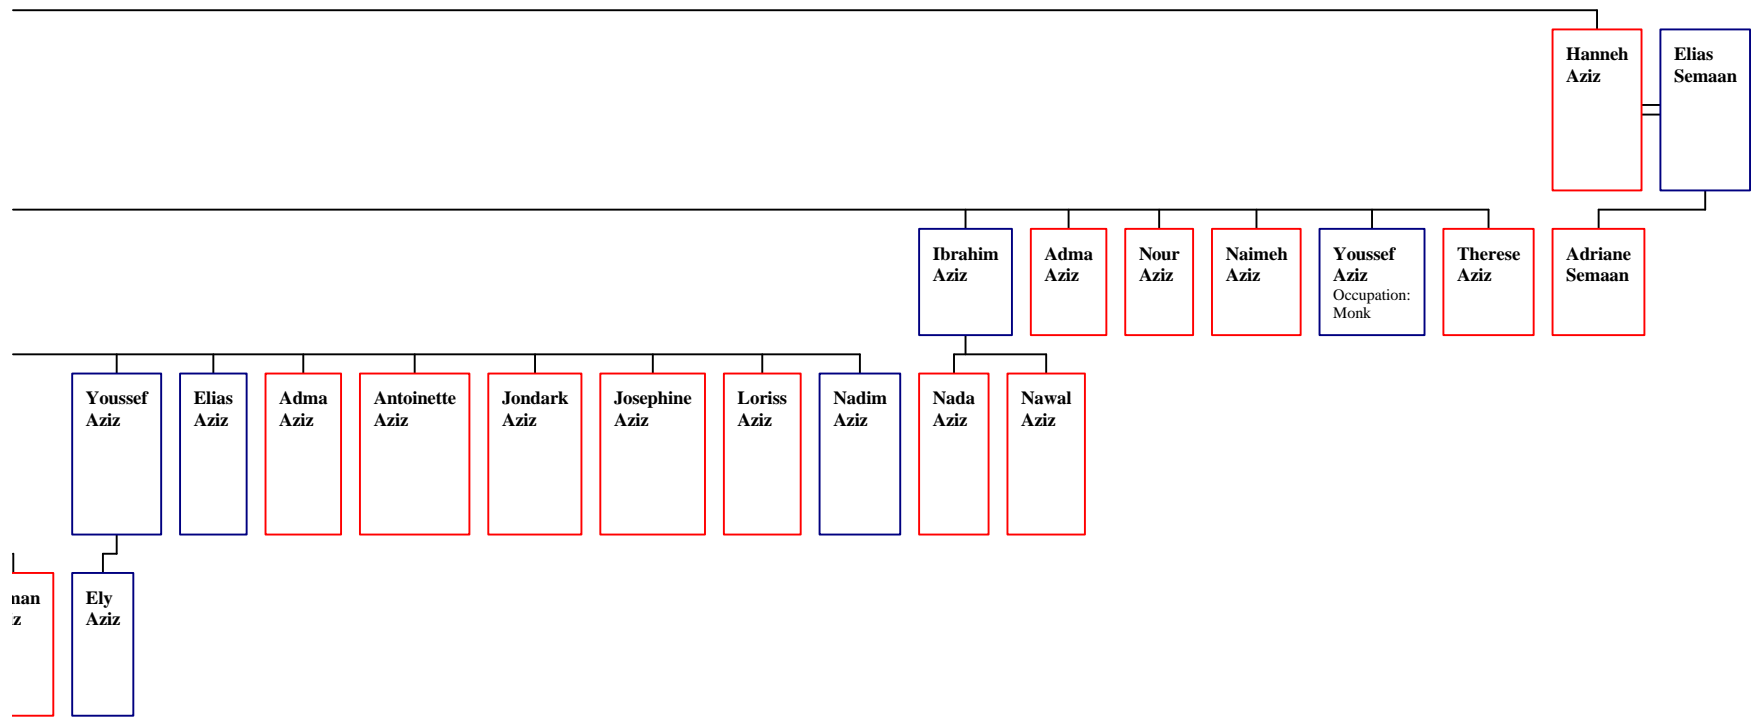 Hanneh
Aziz
Elias
Semaan
Ibrahim
Aziz
Adma
Aziz
Nour
Aziz
Naimeh
Aziz
Youssef
Aziz
Occupation:
Monk
Therese
Aziz
Adriane
Semaan
Youssef
Aziz
Elias
Aziz
Adma
Aziz
Antoinette
Aziz
Jondark
Aziz
Josephine
Aziz
Loriss
Aziz
Nadim
Aziz
Nada
Aziz
Nawal
Aziz
Ely
Aziz